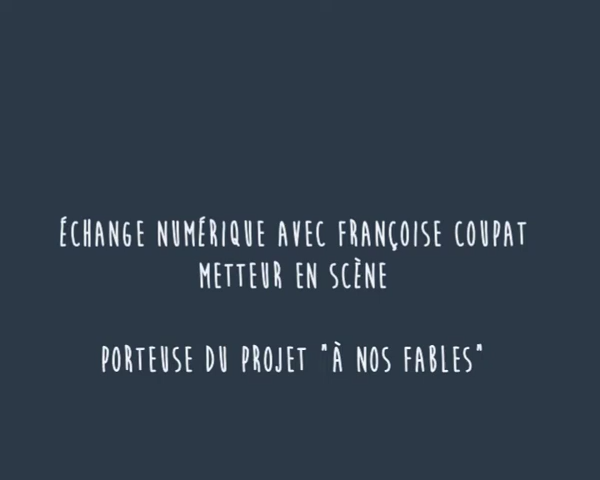 ÉCHANGE NUMÉRIQUE AVEC FRANÇOISE COUPAT
METTEUR EN SCÈNE
PORTEUSE DU PROJET "À NOS FABLES"